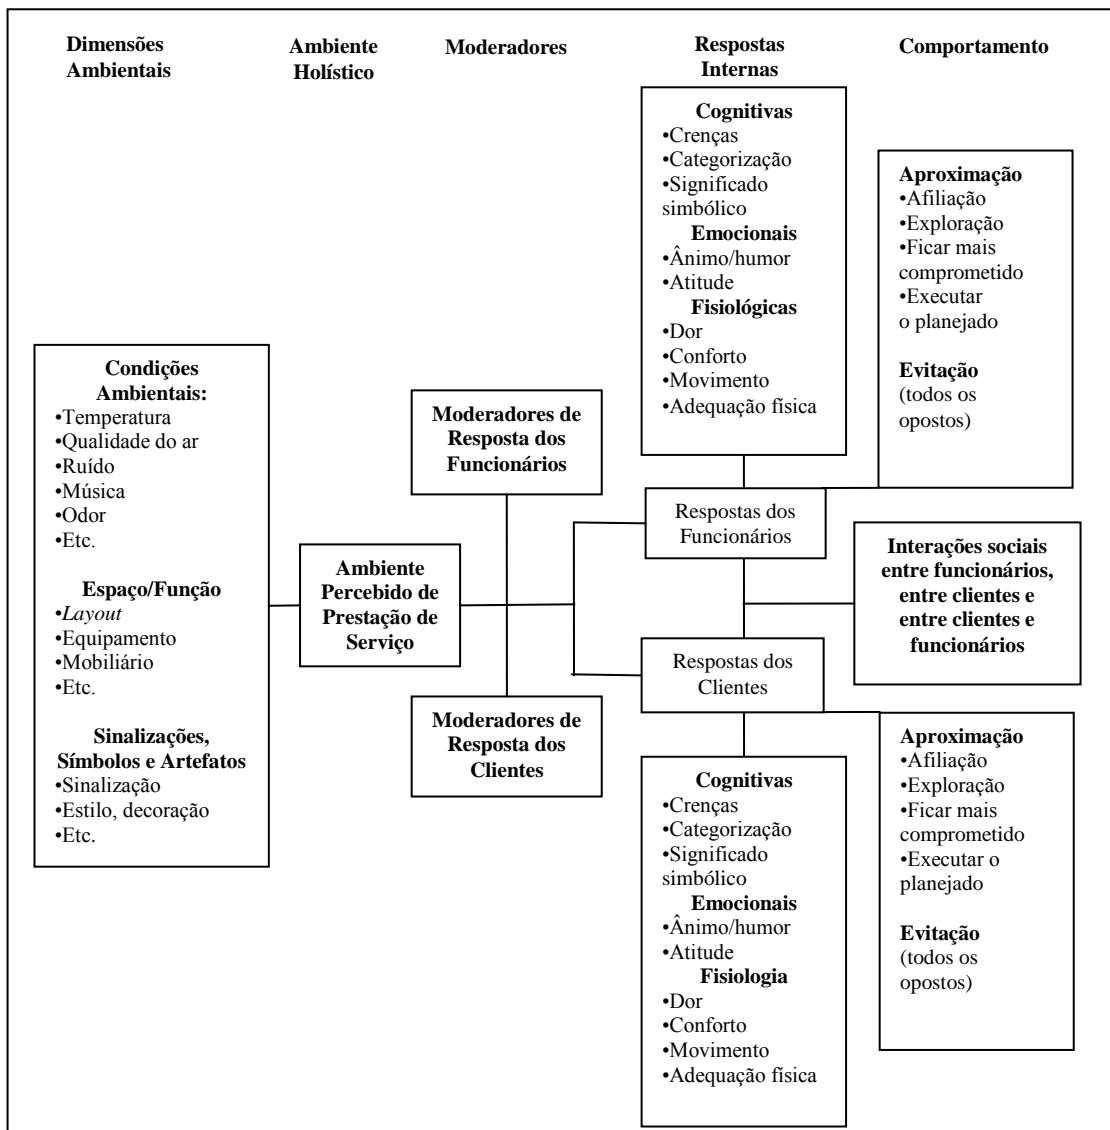 Dimensões
Ambientais
Ambiente
Holístico
Moderadores
Respostas
Internas
Comportamento
Condições
Ambientais:
•Temperatura
•Qualidade do ar
•Ruído
•Música
•Odor
•Etc.
Espaço/Função
•Layout
•Equipamento
•Mobiliário
•Etc.
Sinalizações,
Símbolos e Artefatos
•Sinalização
•Estilo, decoração
•Etc.
Ambiente
Percebido de
Prestação de
Serviço
Moderadores de
Resposta dos
Funcionários
Moderadores de
Resposta dos
Clientes
Cognitivas
•Crenças
•Categorização
•Significado
simbólico
Emocionais
•Ânimo/humor
•Atitude
Fisiológicas
•Dor
•Conforto
•Movimento
•Adequação física
Respostas dos
Funcionários
Respostas dos
Clientes
Cognitivas
•Crenças
•Categorização
•Significado
simbólico
Emocionais
•Ânimo/humor
•Atitude
Fisiologia
•Dor
•Conforto
•Movimento
•Adequação física
Aproximação
•Afiliação
•Exploração
•Ficar mais
comprometido
•Executar
o planejado
Evitação
(todos os
opostos)
Interações sociais
entre funcionários,
entre clientes e
entre clientes e
funcionários
Aproximação
•Afiliação
•Exploração
•Ficar mais
comprometido
•Executar o
planejado
Evitação
(todos os
opostos)